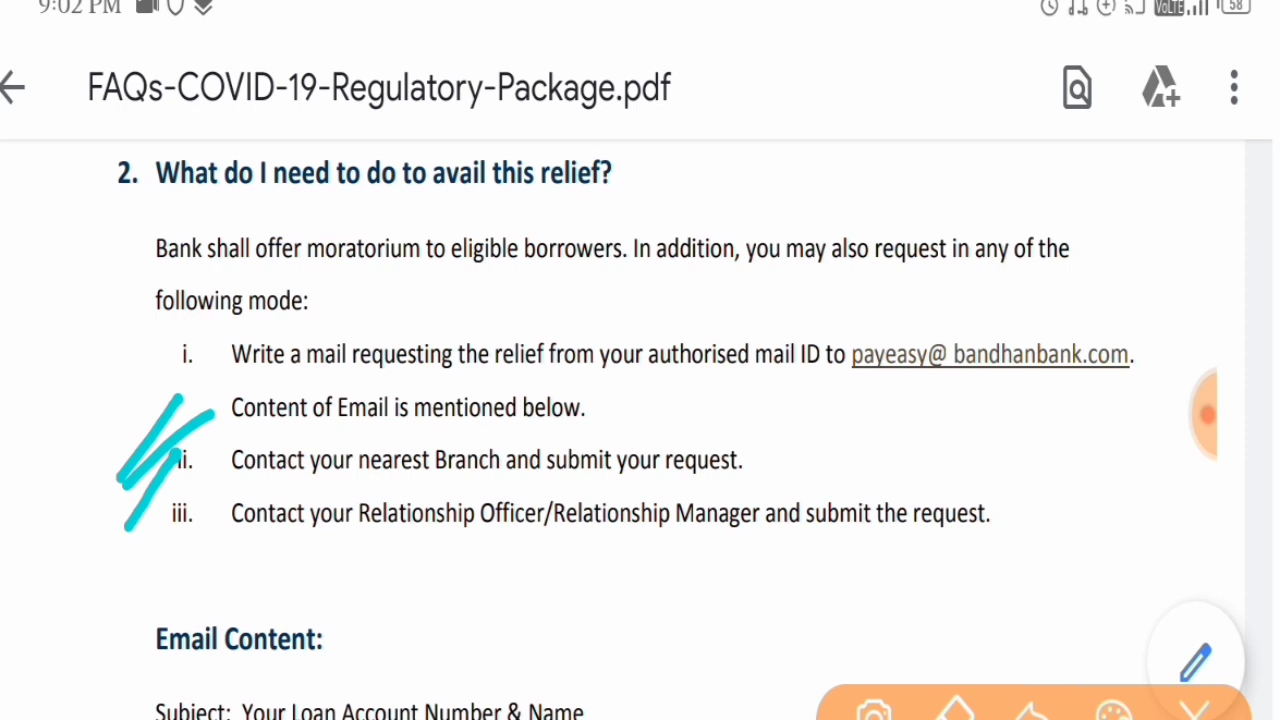 9:02 PM
VoLTE
58
FAQs-COVID-19-Regulatory-Package.pdf
2. What do I need to do to avail this relief?
Bank shall offer moratorium to eligible borrowers. In addition, you may also request in any of the
following mode:
i. Write a mail requesting the relief from your authorised mail ID to payeasy@ bandhanbank.com.
Content of Email is mentioned below.
ii. Contact your nearest Branch and submit your request.
iii. Contact your Relationship Officer/Relationship Manager and submit the request.
Email Content:
Subject: Your Loan Account Number & Name